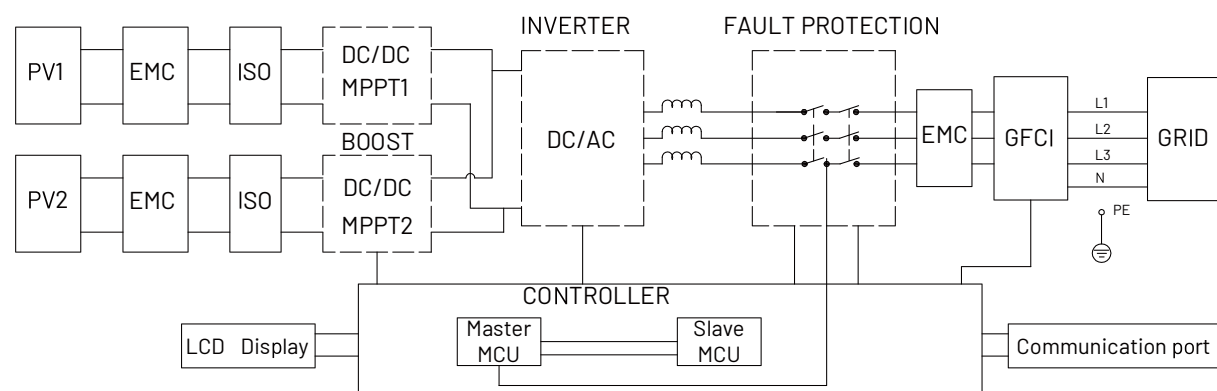 INVERTER
FAULT PROTECTION
PV1
EMC
ISO
DC/DC
MPPT1
BOOST
PV2
EMC
ISO
DC/DC
MPPT2
DC/AC
EMC
GFCI
L1
L2
L3
N
PE
GRID
CONTROLLER
LCD Display
Master
MCU
Slave
MCU
Communication port